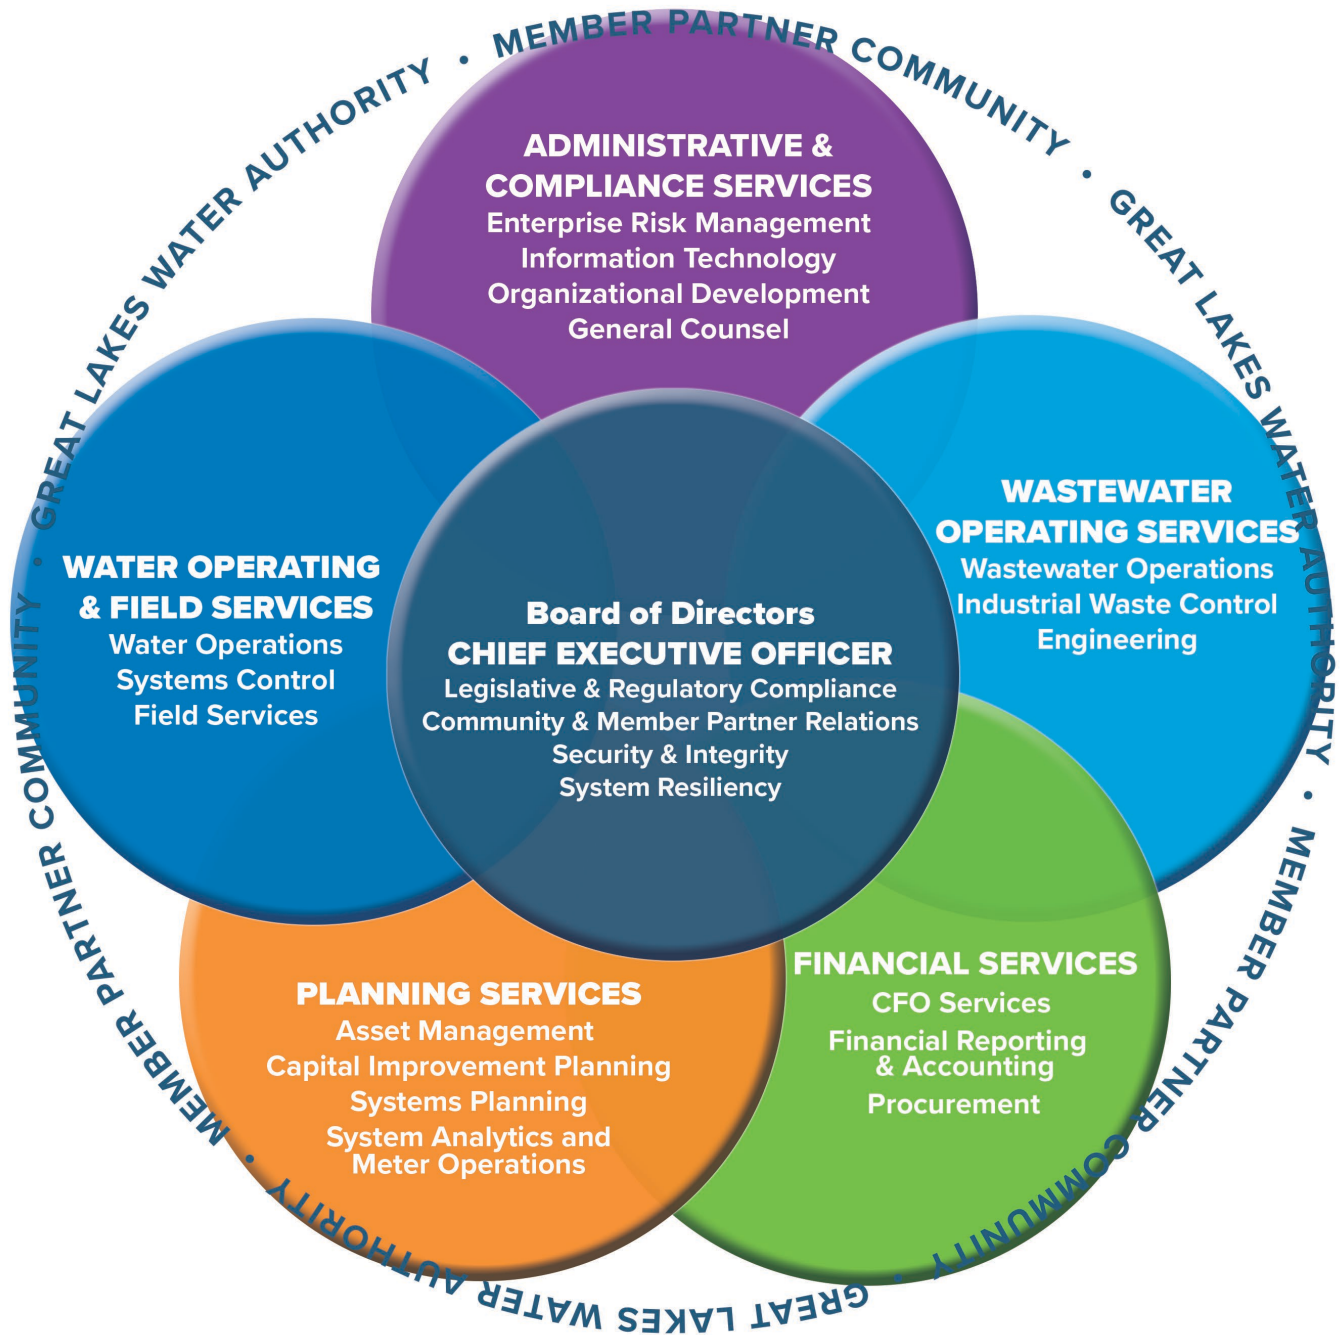 MEMBER PARTNER COMMUNITY • GREAT LAKES WATER AUTHORITY • MEMBER PARTNER COMMUNITY • GREAT LAKES WATER AUTHORITY • MEMBER PARTNER COMMUNITY • GREAT LAKES WATER AUTHORITY •
ADMINISTRATIVE &
COMPLIANCE SERVICES
Enterprise Risk Management
Information Technology
Organizational Development
General Counsel
WASTEWATER
OPERATING SERVICES
Wastewater Operations
Industrial Waste Control
Engineering
WATER OPERATING
& FIELD SERVICES
Water Operations
Systems Control
Field Services
Board of Directors
CHIEF EXECUTIVE OFFICER
Legislative & Regulatory Compliance
Community & Member Partner Relations
Security & Integrity
System Resiliency
PLANNING SERVICES
Asset Management
Capital Improvement Planning
Systems Planning
System Analytics and
Meter Operations
FINANCIAL SERVICES
CFO Services
Financial Reporting
& Accounting
Procurement